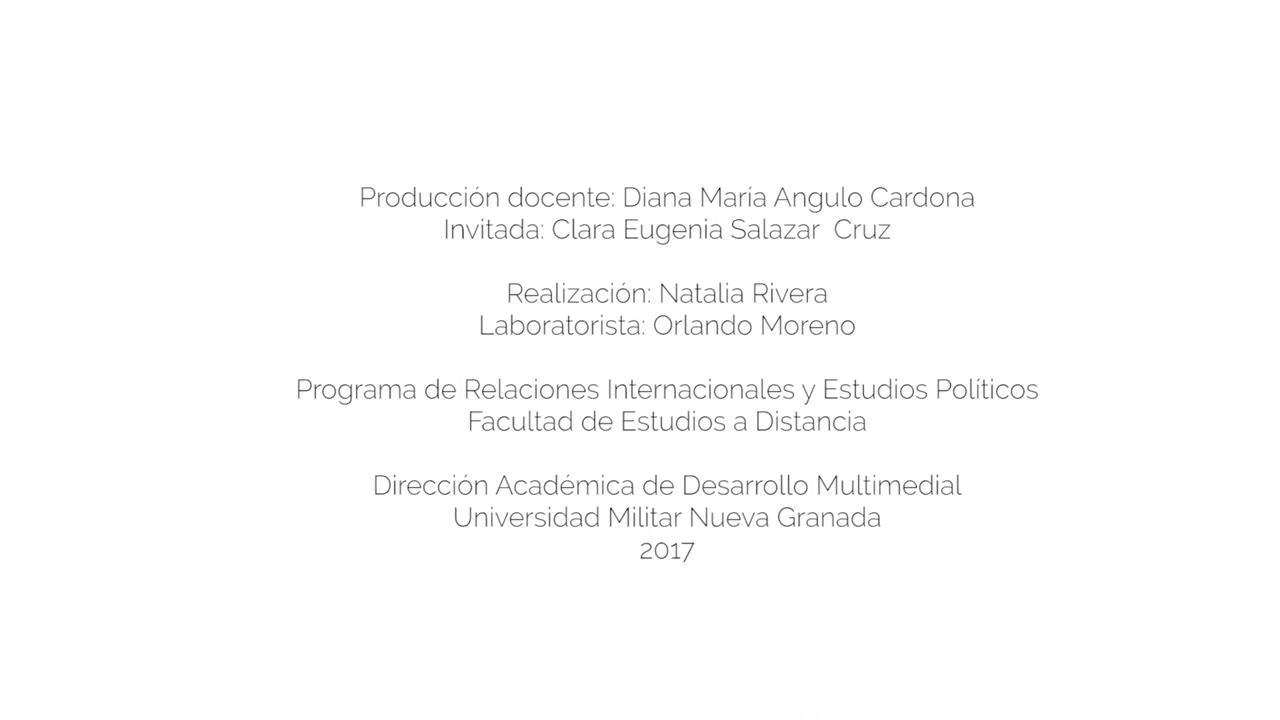 Producción docente: Diana María Angulo Cardona
Invitada: Clara Eugenia Salazar  Cruz
Realización: Natalia Rivera
Laboratorista: Orlando Moreno
Programa de Relaciones Internacionales y Estudios Políticos
Facultad de Estudios a Distancia
Dirección Académica de Desarrollo Multimedial
Universidad Militar Nueva Granada
2017